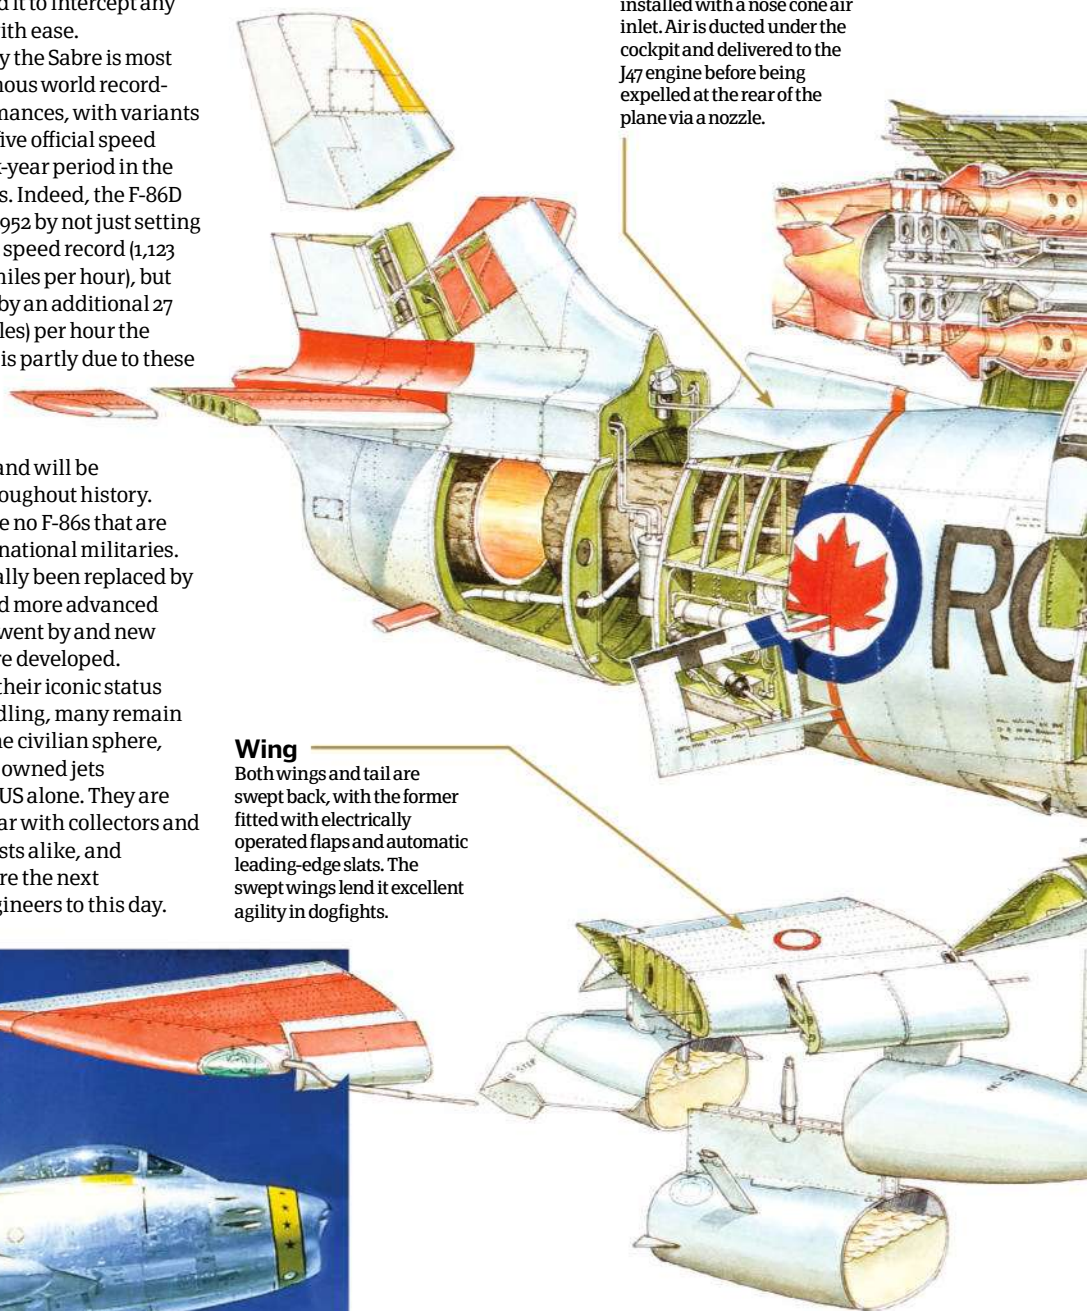 d it to intercept any
ith ease.
y the Sabre is most
nous world record-
mances, with variants
five official speed
x-year period in the
s. Indeed, the F-86D
1952 by not just setting
speed record (1,123
miles per hour), but
by an additional 27
les) per hour the
is partly due to these
and will be
oughout history.
e no F-86s that are
national militaries.
ally been replaced by
d more advanced
went by and new
re developed.
their iconic status
dling, many remain
he civilian sphere,
owned jets
US alone. They are
ar with collectors and
sts alike, and
re the next
gineers to this day.
installed with a nose cone air
inlet. Air is ducted under the
cockpit and delivered to the
J47 engine before being
expelled at the rear of the
plane via a nozzle.
RC
Wing
Both wings and tail are
swept back, with the former
fitted with electrically
operated flaps and automatic
leading-edge slats. The
swept wings lend it excellent
agility in dogfights.
NO STEP